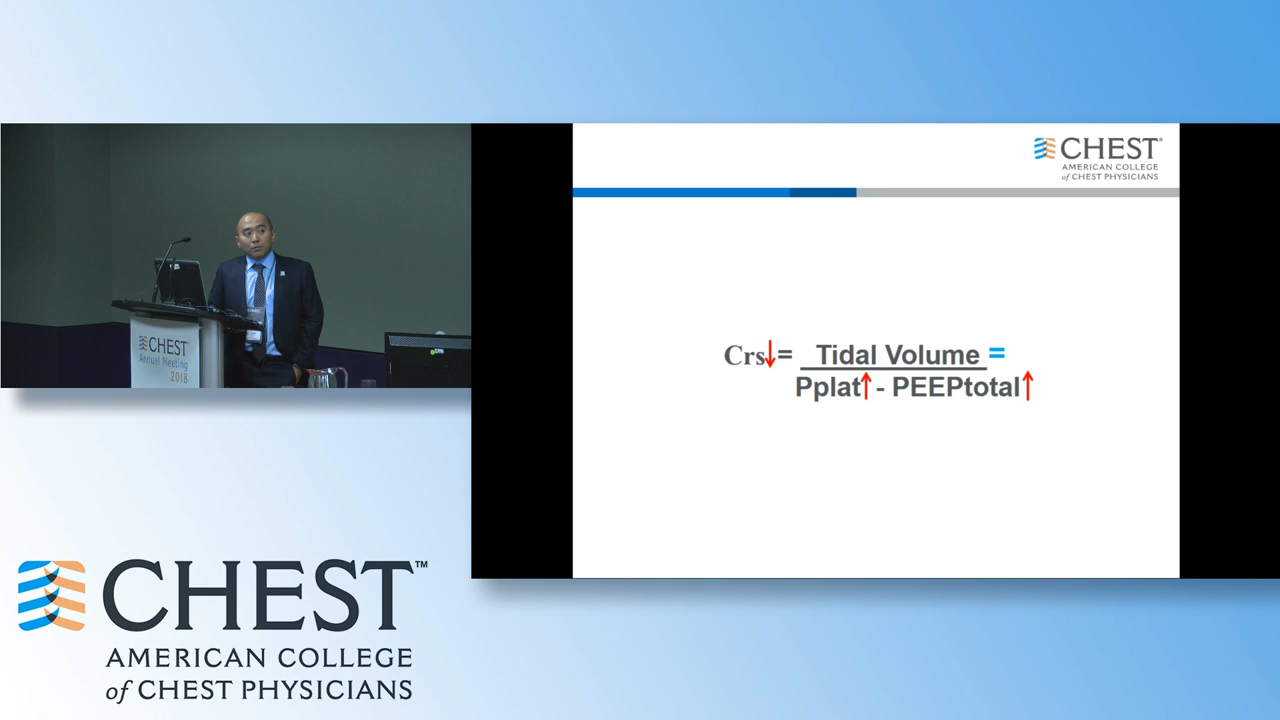 CHEST
Annual Meeting
2018
CHEST®
AMERICAN COLLEGE
of CHEST PHYSICIANS
Crs↓ = Tidal Volume =
Pplat↑ - PEEPtotal↑
CHEST™
AMERICAN COLLEGE
of CHEST PHYSICIANS